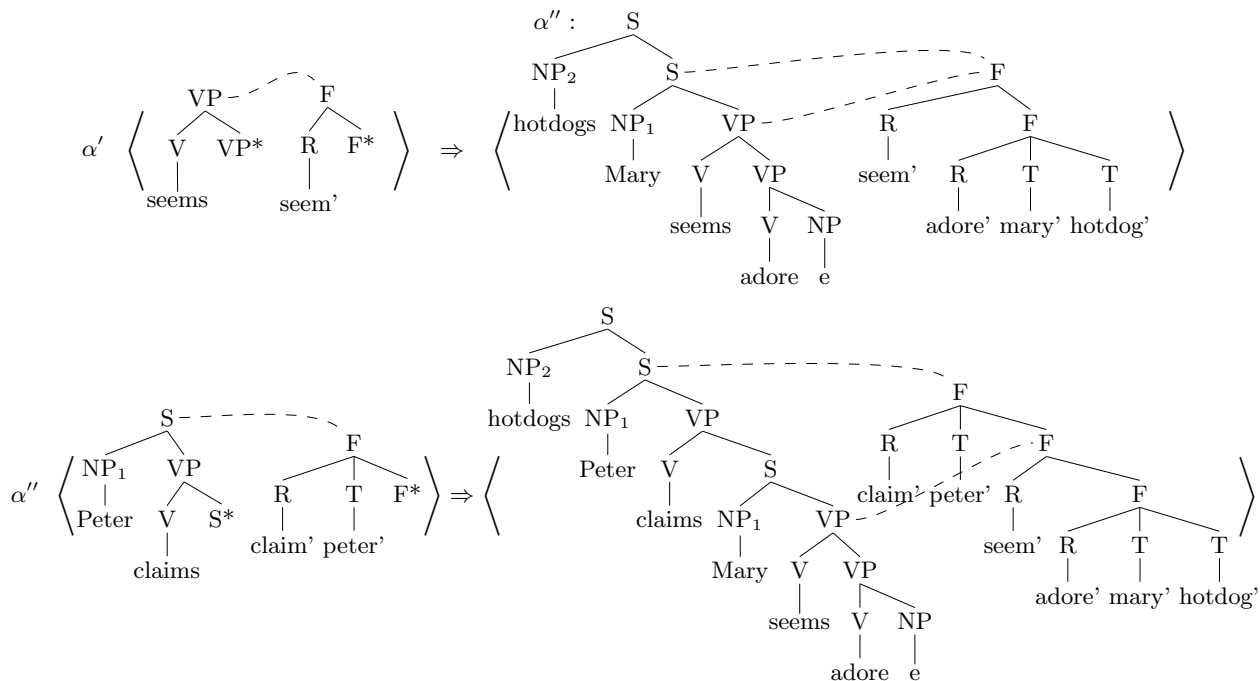 α'' : S
NP₂ S F
VP F
hotdogs NP₁ VP R F
α' V VP* R F* ⇒
Mary V VP seem' R T T
seems seem'
seems V NP adore' mary' hotdog'
adore e
S
NP₂ S
F
S hotdogs NP₁ VP R T F
F
NP₁ VP Peter V S claim' peter' R F
α'' Peter V S* R T F* ⇒ claims NP₁ VP seem' R T T
claim' peter'
claims Mary V VP adore' mary' hotdog'
seems V NP
adore e